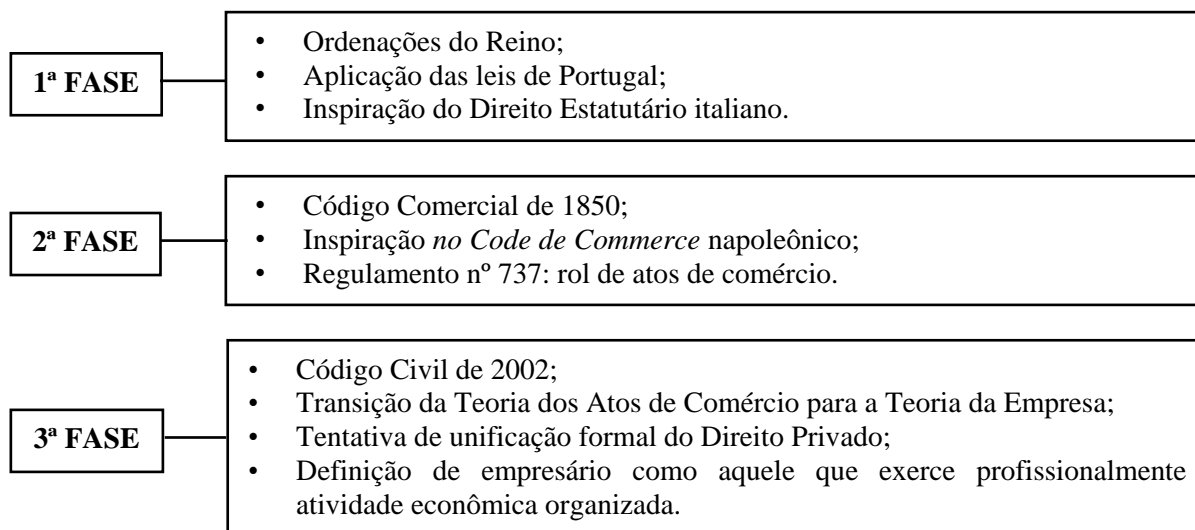 1ª FASE
• Ordenações do Reino;
• Aplicação das leis de Portugal;
• Inspiração do Direito Estatutário italiano.
2ª FASE
• Código Comercial de 1850;
• Inspiração no Code de Commerce napoleônico;
• Regulamento nº 737: rol de atos de comércio.
3ª FASE
• Código Civil de 2002;
• Transição da Teoria dos Atos de Comércio para a Teoria da Empresa;
• Tentativa de unificação formal do Direito Privado;
• Definição de empresário como aquele que exerce profissionalmente
atividade econômica organizada.